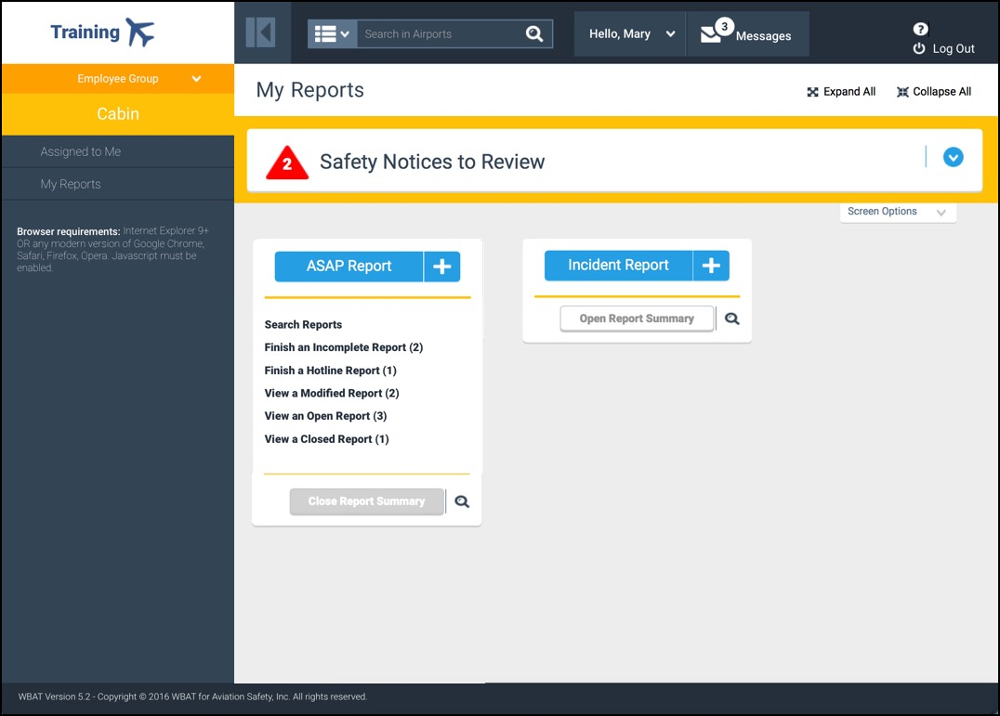 Training
Search in Airports
Hello, Mary
3
Messages
?
Log Out
Employee Group
Cabin
Assigned to Me
My Reports
Browser requirements: Internet Explorer 9+
OR any modern version of Google Chrome,
Safari, Firefox, Opera. Javascript must be
enabled.
My Reports
Expand All
Collapse All
2
Safety Notices to Review
Screen Options
ASAP Report
Search Reports
Finish an Incomplete Report (2)
Finish a Hotline Report (1)
View a Modified Report (2)
View an Open Report (3)
View a Closed Report (1)
Close Report Summary
Incident Report
Open Report Summary
WBAT Version 5.2 - Copyright © 2016 WBAT for Aviation Safety, Inc. All rights reserved.